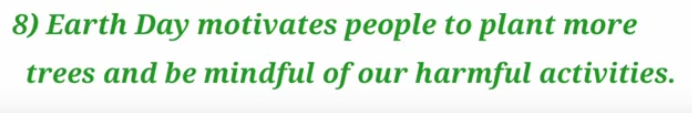 8) Earth Day motivates people to plant more
trees and be mindful of our harmful activities.